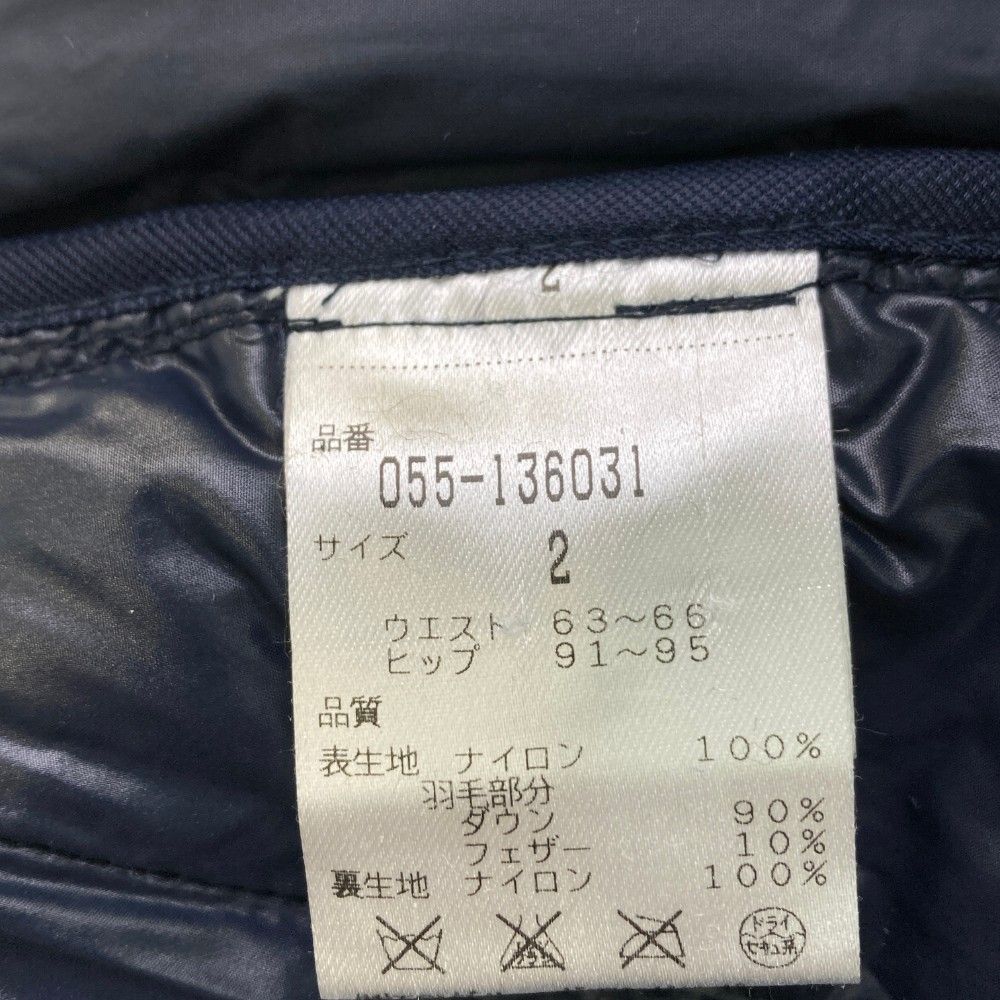 2
品番
055-136031
サイズ 2
ウエスト 63〜66
ヒップ 91〜95
品質
表生地 ナイロン 100%
羽毛部分
ダウン 90%
フェザー 10%
裏生地 ナイロン 100%
ドライ
セキユ系